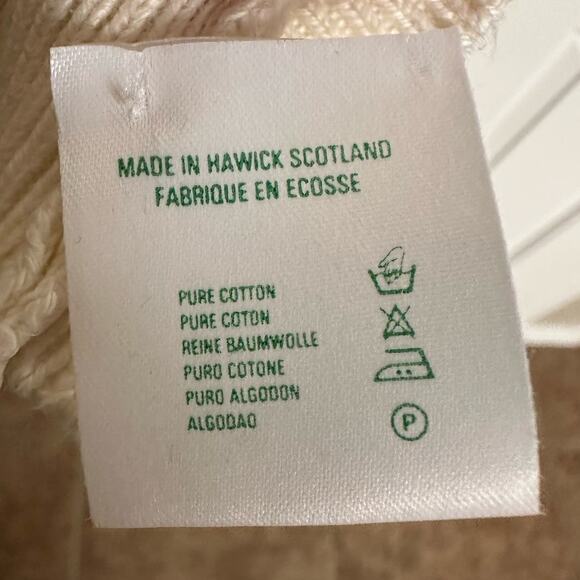 MADE IN HAWICK SCOTLAND
FABRIQUE EN ECOSSE
PURE COTTON
PURE COTON
REINE BAUMWOLLE
PURO COTONE
PURO ALGODON
ALGODAO
P